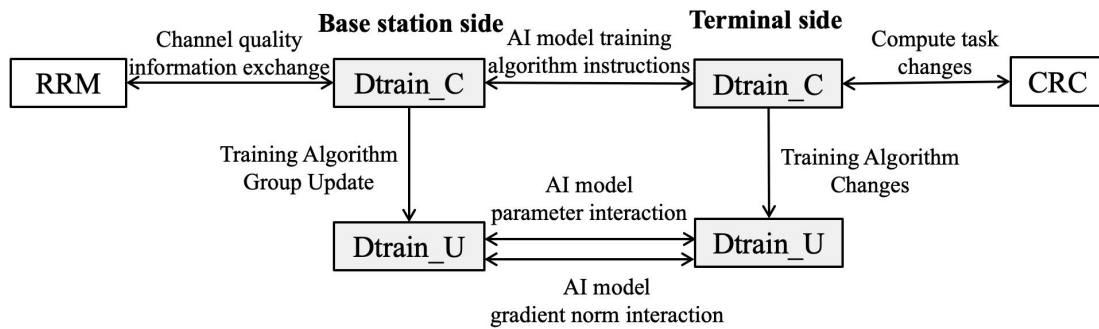 Base station side
Terminal side
Channel quality
information exchange
AI model training
algorithm instructions
Compute task
changes
RRM
Dtrain_C
Dtrain_C
CRC
Training Algorithm
Group Update
Training Algorithm
Changes
AI model
parameter interaction
Dtrain_U
Dtrain_U
AI model
gradient norm interaction